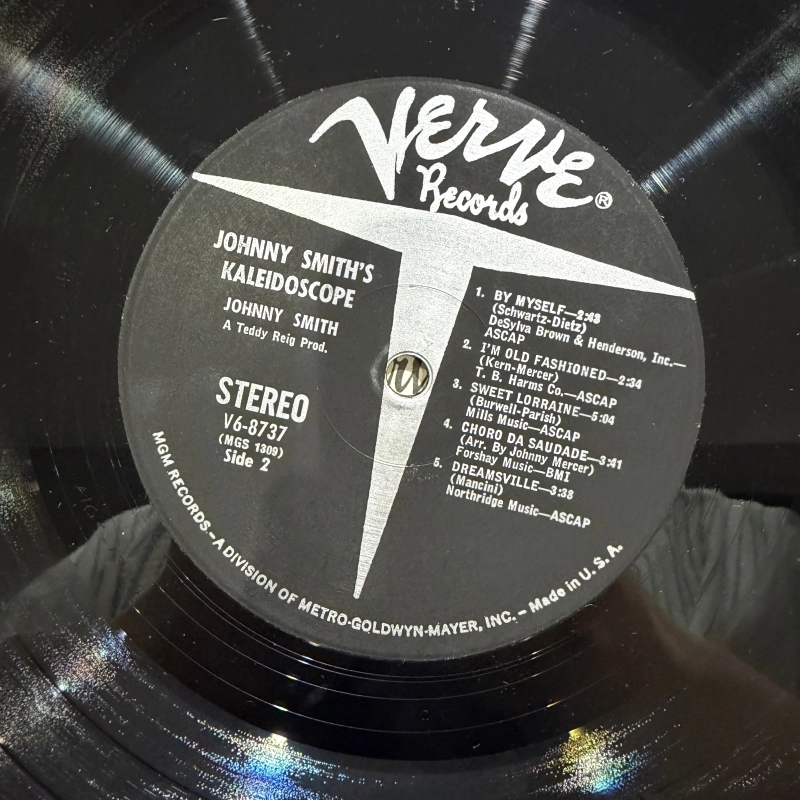 VERVE®
Records
JOHNNY SMITH'S
KALEIDOSCOPE
JOHNNY SMITH
A Teddy Reig Prod.
STEREO
V6-8737
(MGS 1309)
Side 2
1. BY MYSELF—2:48
(Schwartz-Dietz)
DeSylva Brown & Henderson, Inc.—
ASCAP
2. I'M OLD FASHIONED—2:34
(Kern-Mercer)
T. B. Harms Co.—ASCAP
3. SWEET LORRAINE—5:04
(Burwell-Parish)
Mills Music—ASCAP
4. CHORO DA SAUDADE—3:41
(Arr. By Johnny Mercer)
Forshay Music—BMI
5. DREAMSVILLE—3:38
(Mancini)
Northridge Music—ASCAP
MGM RECORDS – A DIVISION OF METRO-GOLDWYN-MAYER, INC. – Made in U. S. A.